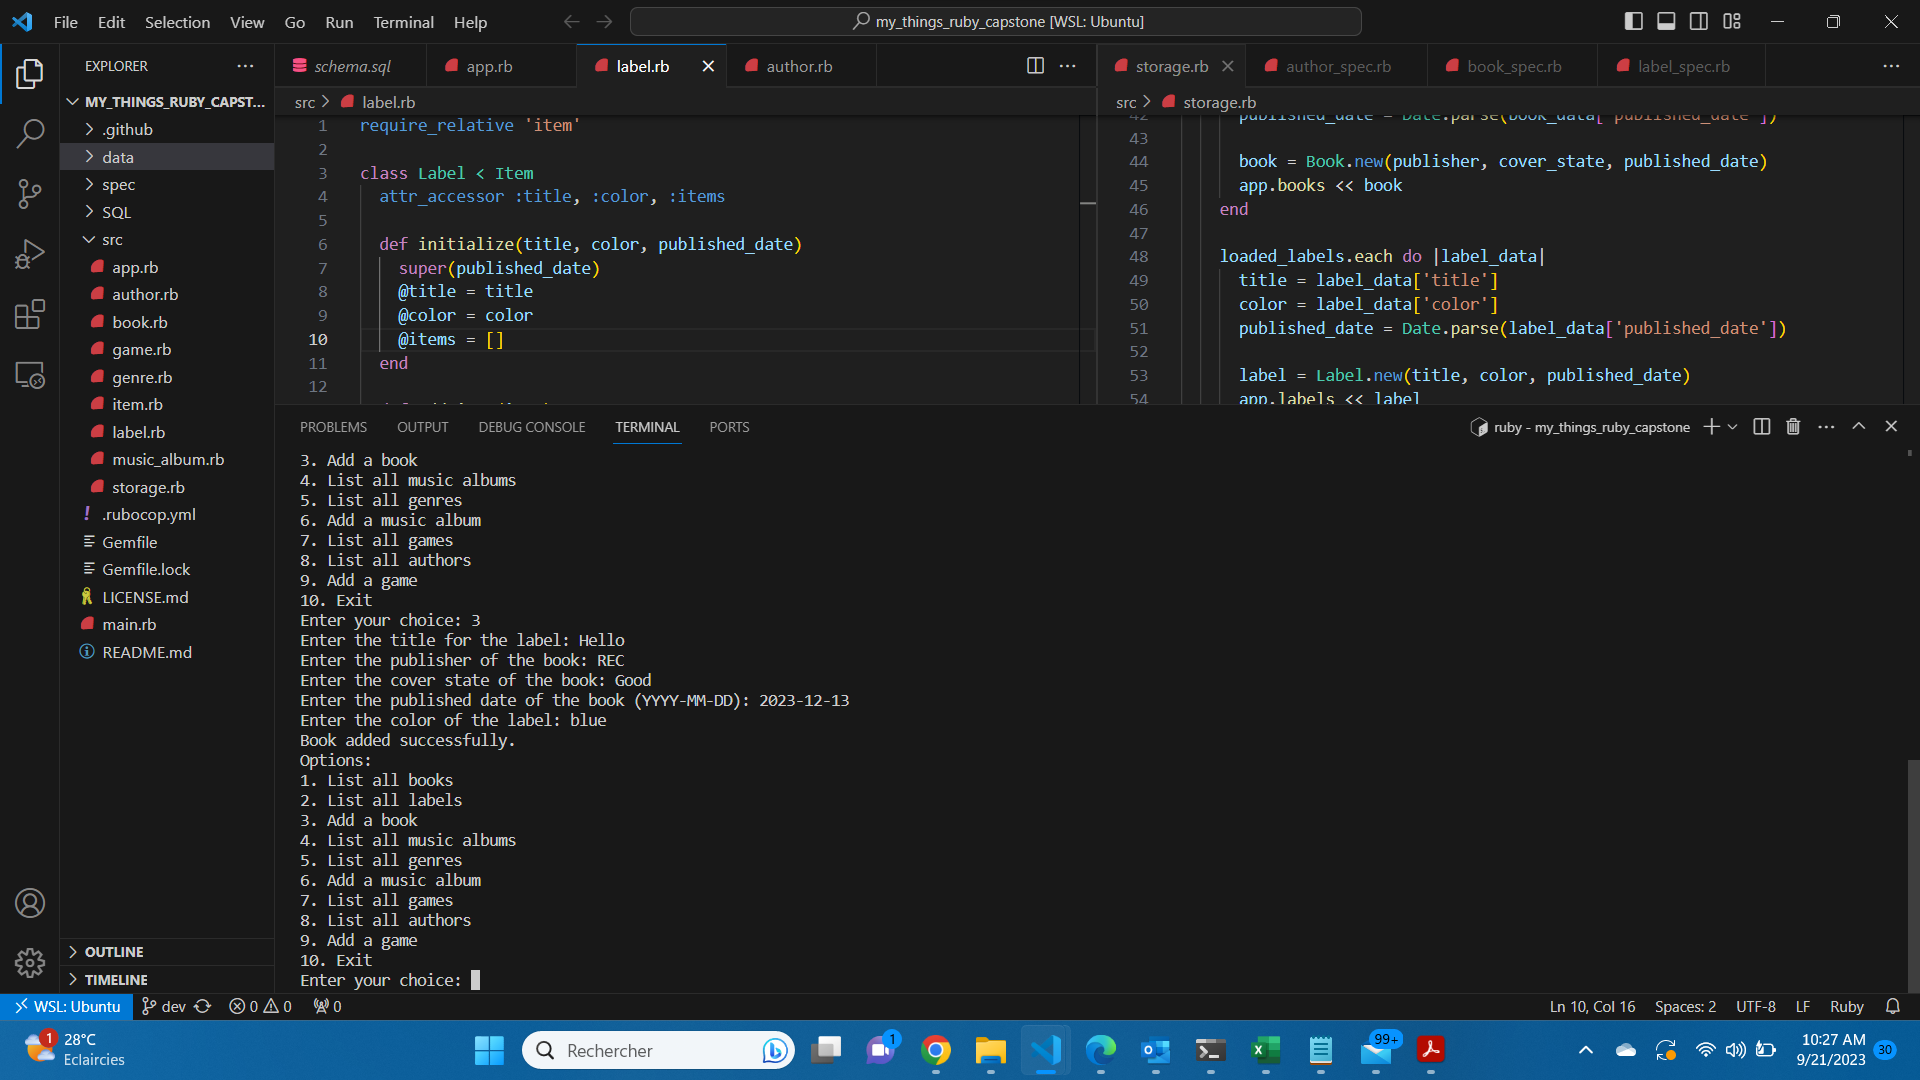 File Edit Selection View Go Run Terminal Help
my_things_ruby_capstone [WSL: Ubuntu]
EXPLORER
MY_THINGS_RUBY_CAPST...
.github
data
spec
SQL
src
app.rb
author.rb
book.rb
game.rb
genre.rb
item.rb
label.rb
music_album.rb
storage.rb
.rubocop.yml
Gemfile
Gemfile.lock
LICENSE.md
main.rb
README.md
OUTLINE
TIMELINE
schema.sql app.rb label.rb author.rb
src > label.rb
1 require_relative 'item'
2
3 class Label < Item
4 attr_accessor :title, :color, :items
5
6 def initialize(title, color, published_date)
7 super(published_date)
8 @title = title
9 @color = color
10 @items = []
11 end
12
storage.rb author_spec.rb book_spec.rb label_spec.rb
src > storage.rb
42 published_date = Date.parse(book_data['published_date'])
43
44 book = Book.new(publisher, cover_state, published_date)
45 app.books << book
46 end
47
48 loaded_labels.each do |label_data|
49 title = label_data['title']
50 color = label_data['color']
51 published_date = Date.parse(label_data['published_date'])
52
53 label = Label.new(title, color, published_date)
54 app.labels << label
PROBLEMS OUTPUT DEBUG CONSOLE TERMINAL PORTS
ruby - my_things_ruby_capstone
3. Add a book
4. List all music albums
5. List all genres
6. Add a music album
7. List all games
8. List all authors
9. Add a game
10. Exit
Enter your choice: 3
Enter the title for the label: Hello
Enter the publisher of the book: REC
Enter the cover state of the book: Good
Enter the published date of the book (YYYY-MM-DD): 2023-12-13
Enter the color of the label: blue
Book added successfully.
Options:
1. List all books
2. List all labels
3. Add a book
4. List all music albums
5. List all genres
6. Add a music album
7. List all games
8. List all authors
9. Add a game
10. Exit
Enter your choice:
WSL: Ubuntu dev 0 0 0
Ln 10, Col 16 Spaces: 2 UTF-8 LF Ruby
1 28°C
Eclaircies
Rechercher
1
99+
10:27 AM
9/21/2023
30